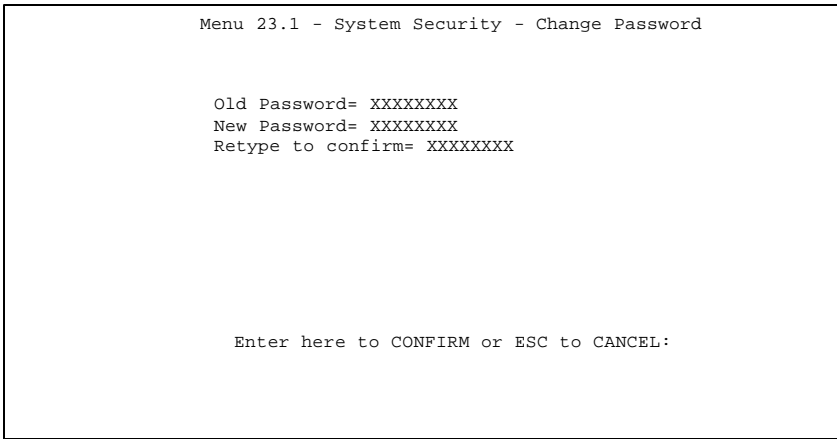 Menu 23.1 - System Security - Change Password
Old Password= XXXXXXXX
New Password= XXXXXXXX
Retype to confirm= XXXXXXXX
Enter here to CONFIRM or ESC to CANCEL: